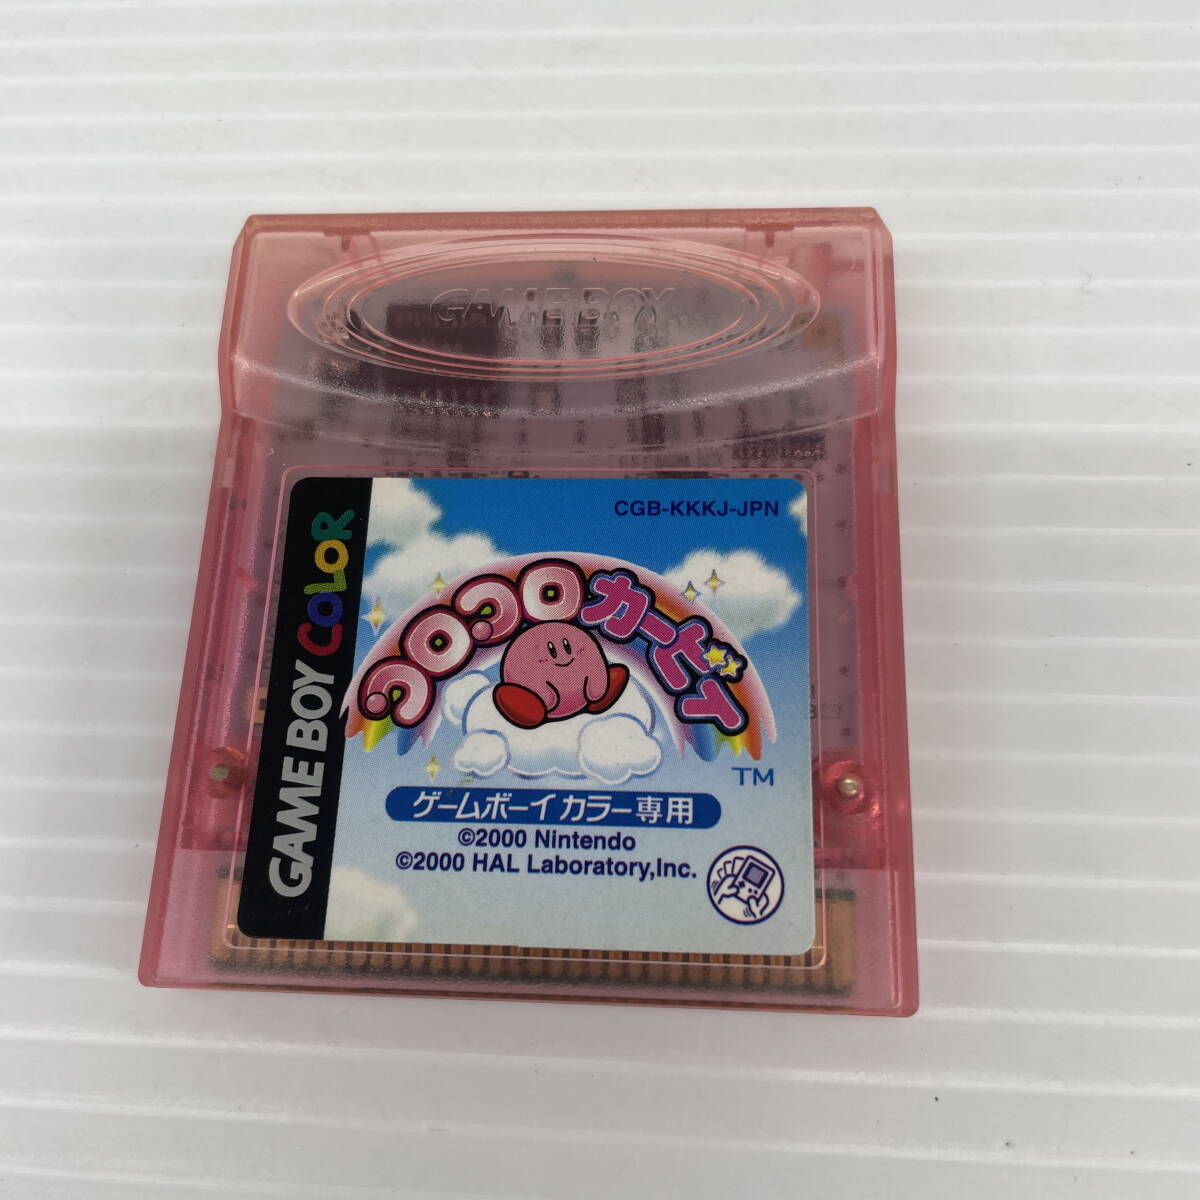 GAME BOY
CGB-KKKJ-JPN
GAME BOY COLOR
コロコロカービィ
TM
ゲームボーイカラー専用
©2000 Nintendo
©2000 HAL Laboratory,Inc.